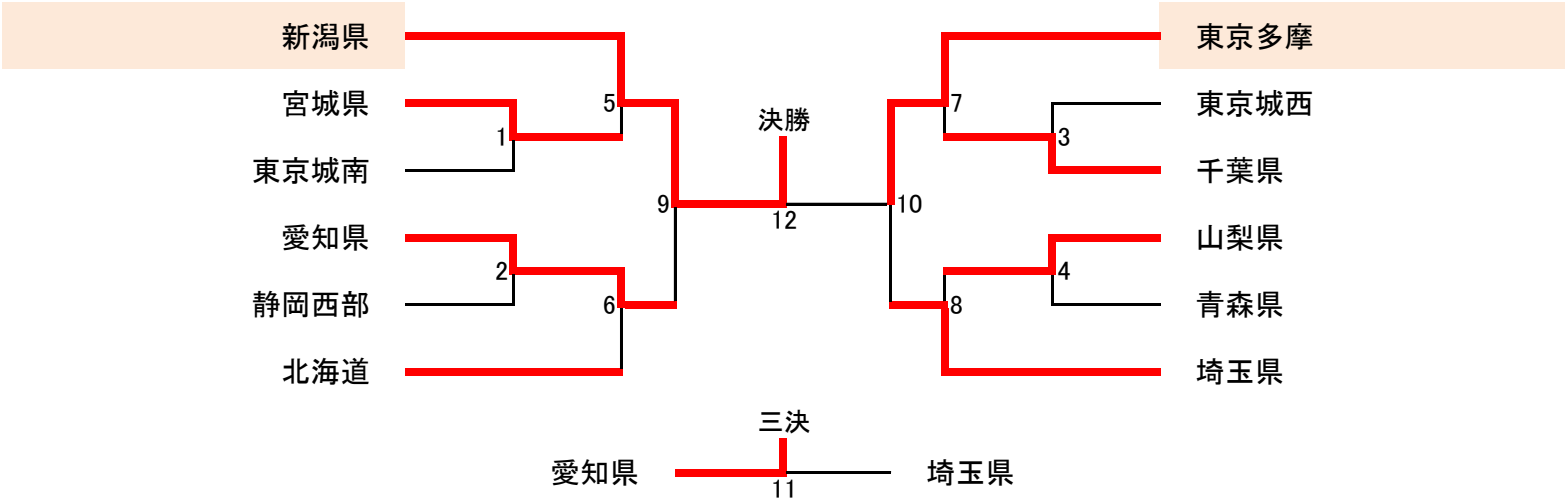 新潟県
東京多摩
宮城県
5
決勝
7
東京城西
1
3
東京城南
千葉県
9
12
10
愛知県
山梨県
2
4
静岡西部
6
8
青森県
北海道
埼玉県
三決
愛知県
埼玉県
11